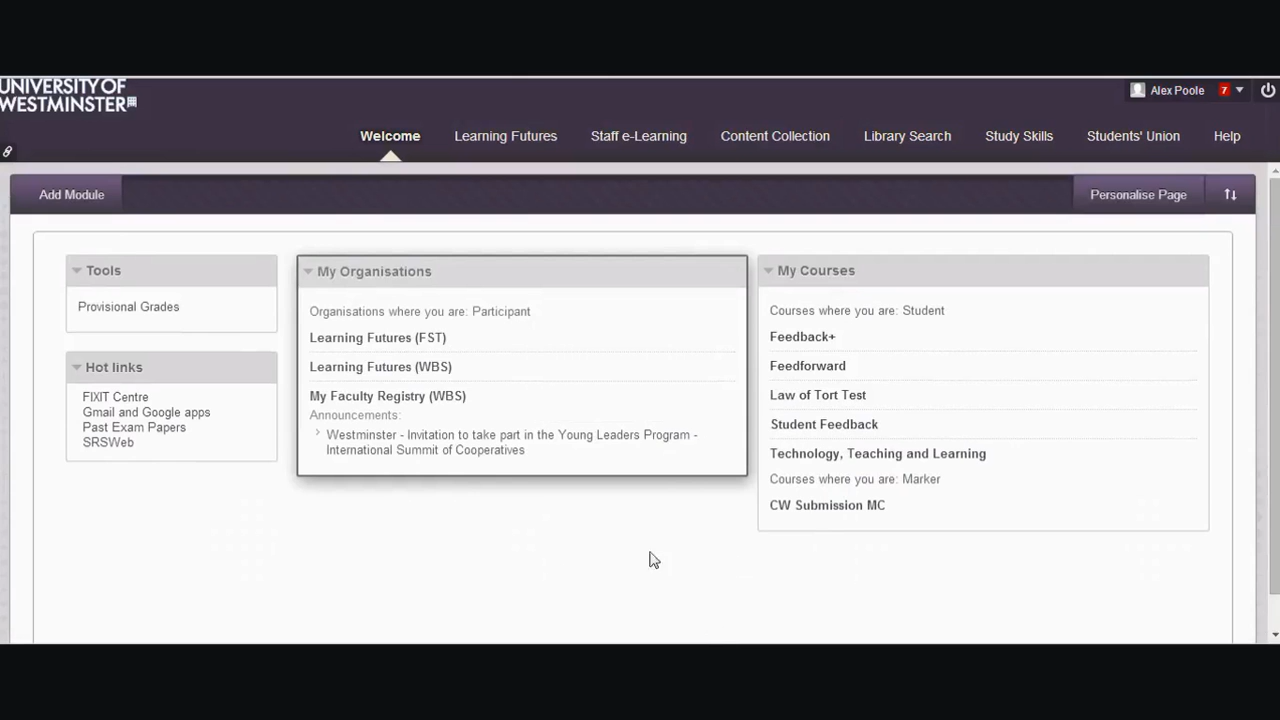 UNIVERSITY OF
WESTMINSTER
Alex Poole 7
Welcome Learning Futures Staff e-Learning Content Collection Library Search Study Skills Students' Union Help
Add Module
Personalise Page
Tools
Provisional Grades
Hot links
FIXIT Centre
Gmail and Google apps
Past Exam Papers
SRSWeb
My Organisations
Organisations where you are: Participant
Learning Futures (FST)
Learning Futures (WBS)
My Faculty Registry (WBS)
Announcements:
Westminster - Invitation to take part in the Young Leaders Program -
International Summit of Cooperatives
My Courses
Courses where you are: Student
Feedback+
Feedforward
Law of Tort Test
Student Feedback
Technology, Teaching and Learning
Courses where you are: Marker
CW Submission MC